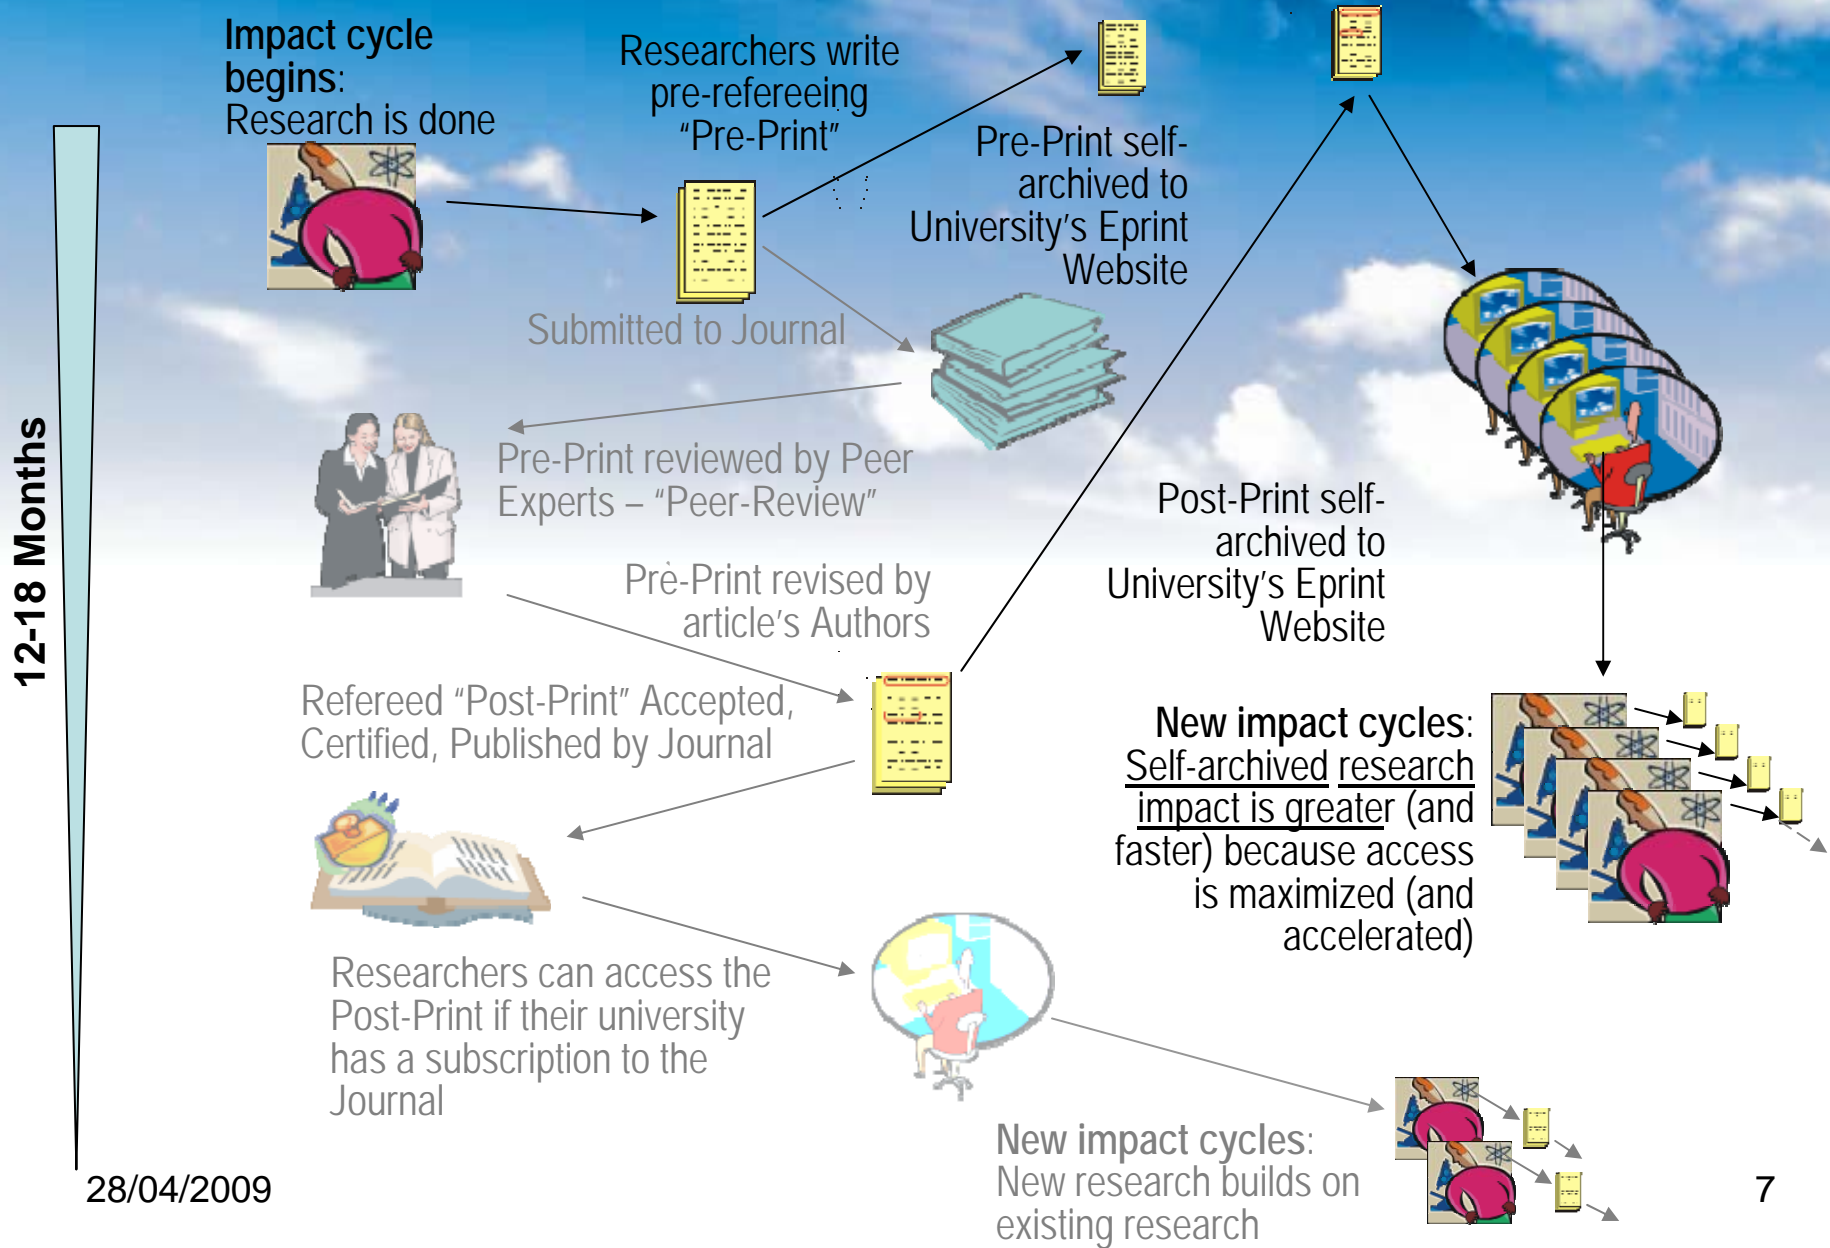 Impact cycle
begins:
Research is done
Researchers write
pre-refereeing
“Pre-Print”
Pre-Print self-
archived to
University’s Eprint
Website
Submitted to Journal
12-18 Months
Pre-Print reviewed by Peer
Experts – “Peer-Review”
Pre-Print revised by
article’s Authors
Post-Print self-
archived to
University’s Eprint
Website
Refereed “Post-Print” Accepted,
Certified, Published by Journal
New impact cycles:
Self-archived research
impact is greater (and
faster) because access
is maximized (and
accelerated)
Researchers can access the
Post-Print if their university
has a subscription to the
Journal
New impact cycles:
New research builds on
existing research
28/04/2009
7